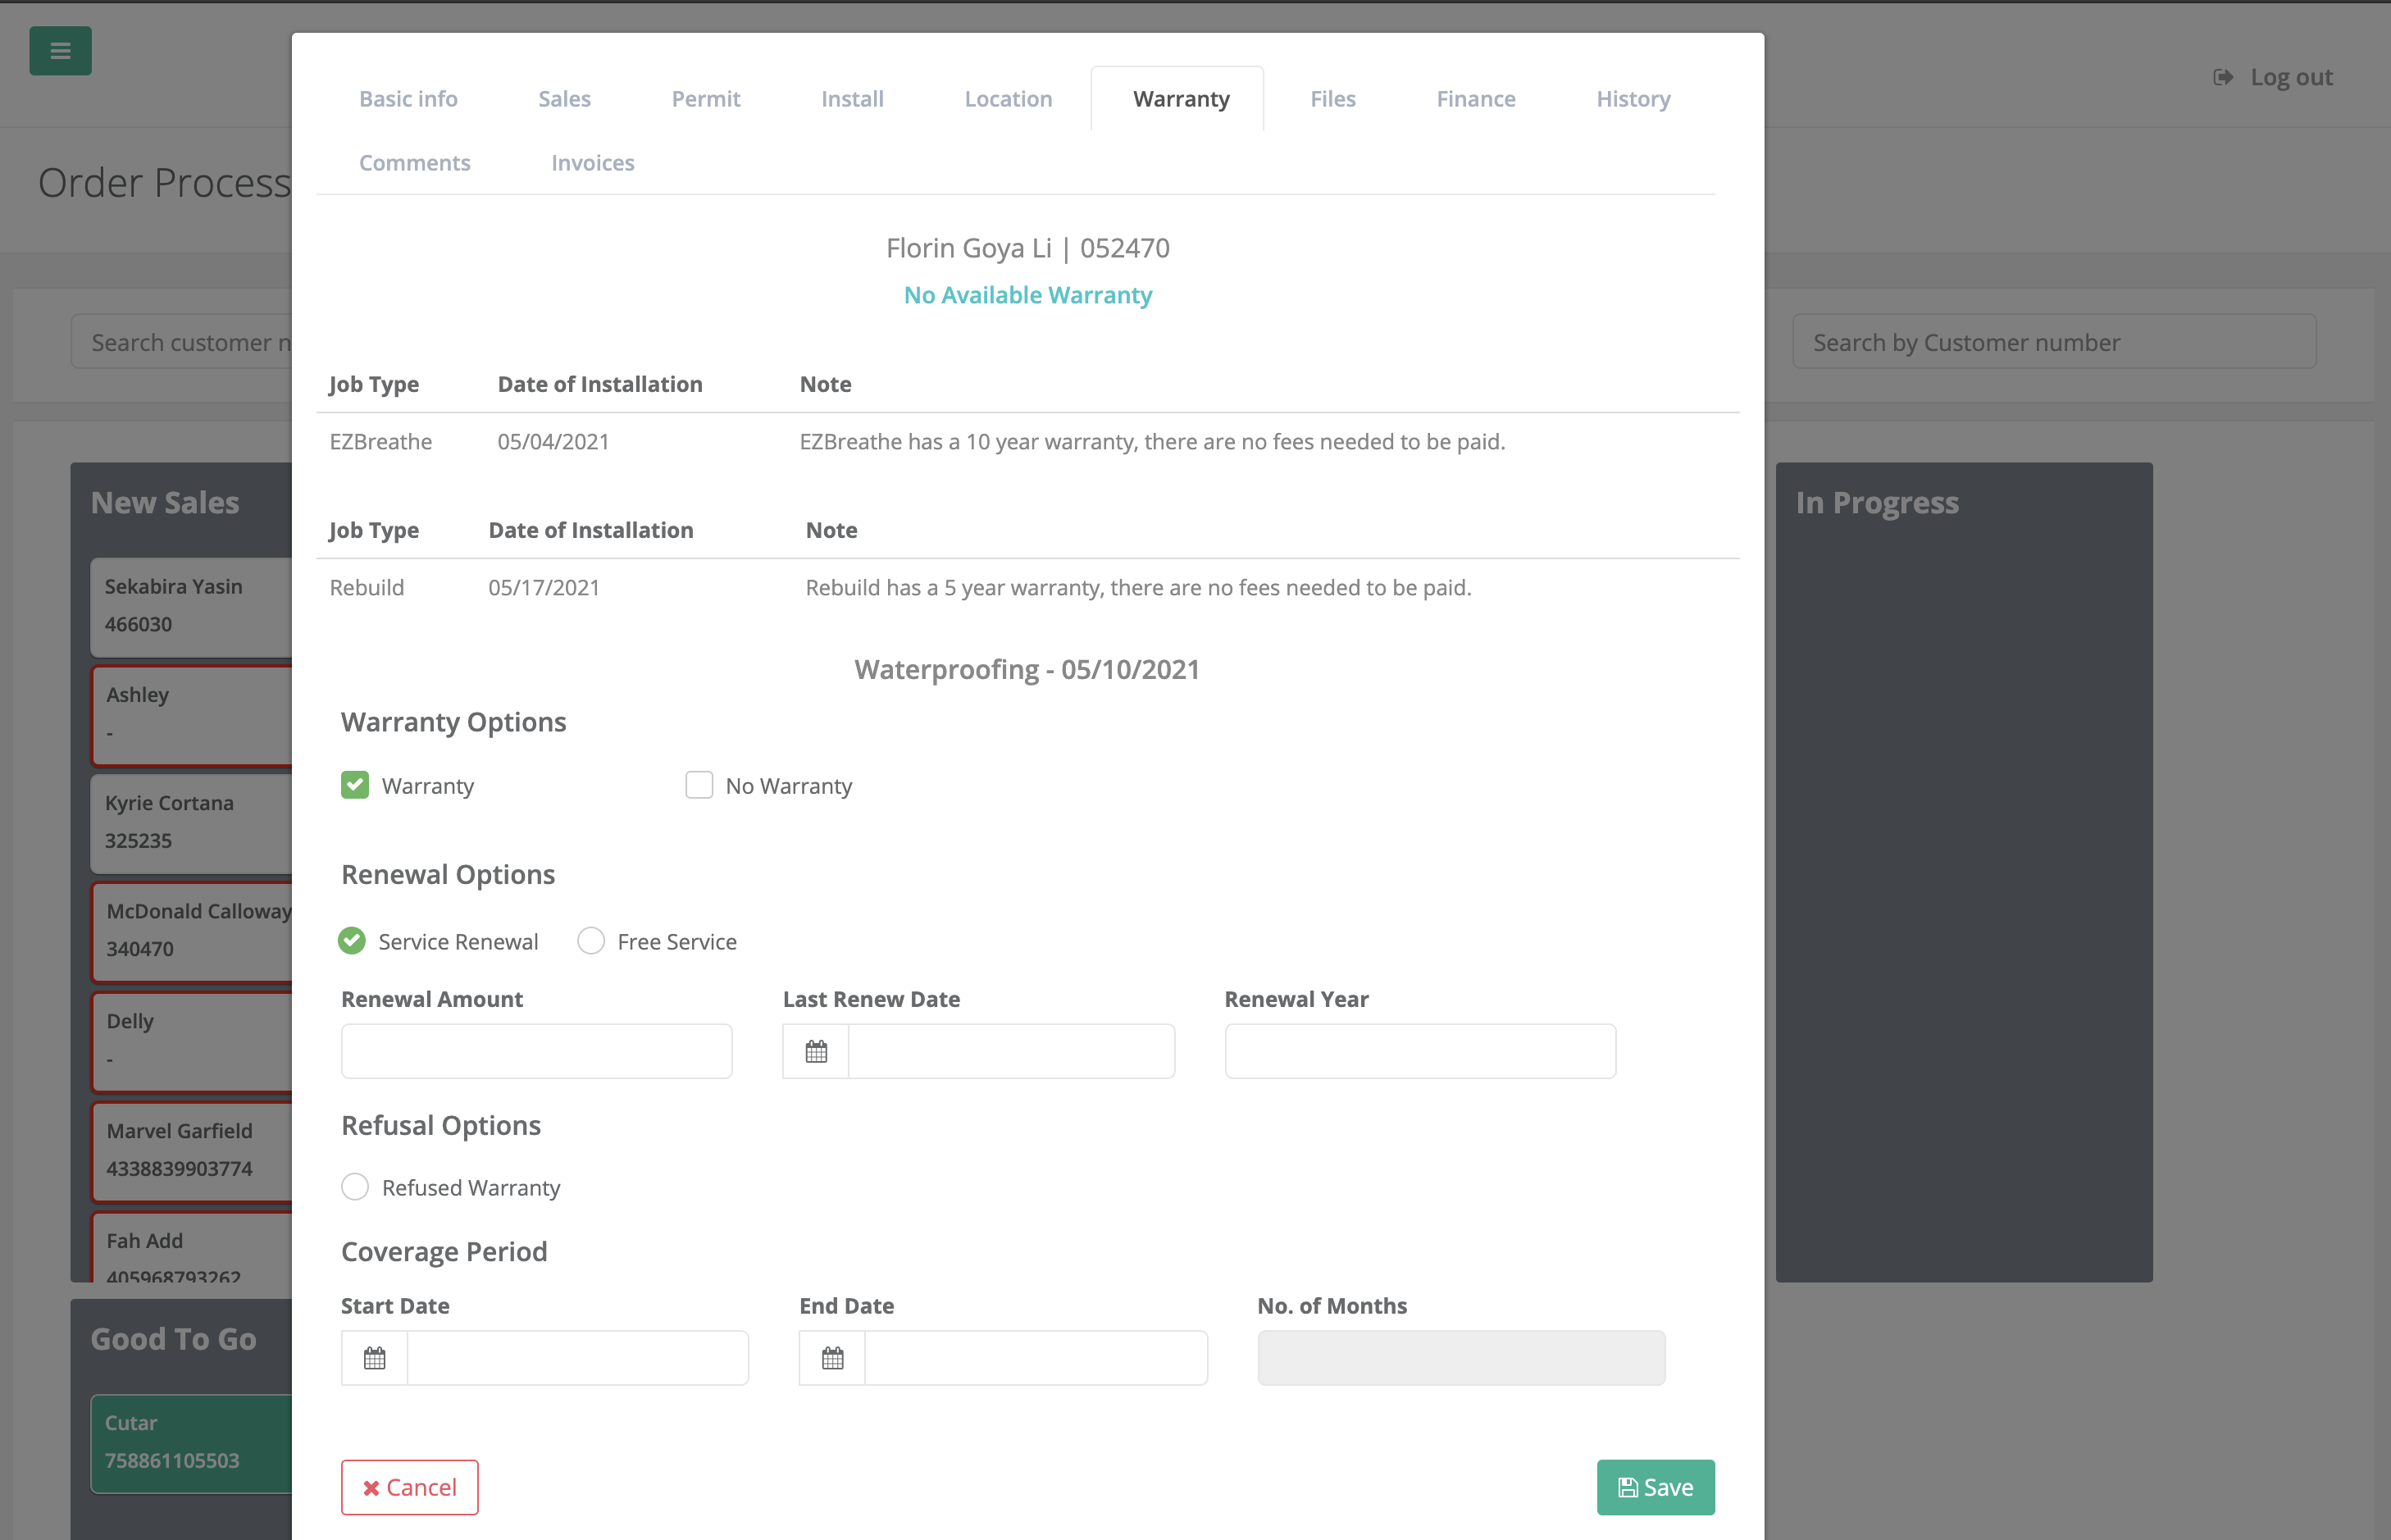 Log out
Order Process
Search customer n
Search by Customer number
New Sales
Sekabira Yasin
466030
Ashley
-
Kyrie Cortana
325235
McDonald Calloway
340470
Delly
-
Marvel Garfield
4338839903774
Fah Add
405968793262
Good To Go
Cutar
758861105503
In Progress
Basic info Sales Permit Install Location Warranty Files Finance History
Comments Invoices
Florin Goya Li | 052470
No Available Warranty
Job Type Date of Installation Note
EZBreathe 05/04/2021 EZBreathe has a 10 year warranty, there are no fees needed to be paid.
Job Type Date of Installation Note
Rebuild 05/17/2021 Rebuild has a 5 year warranty, there are no fees needed to be paid.
Waterproofing - 05/10/2021
Warranty Options
Warranty No Warranty
Renewal Options
Service Renewal Free Service
Renewal Amount Last Renew Date Renewal Year
Refusal Options
Refused Warranty
Coverage Period
Start Date End Date No. of Months
Cancel Save